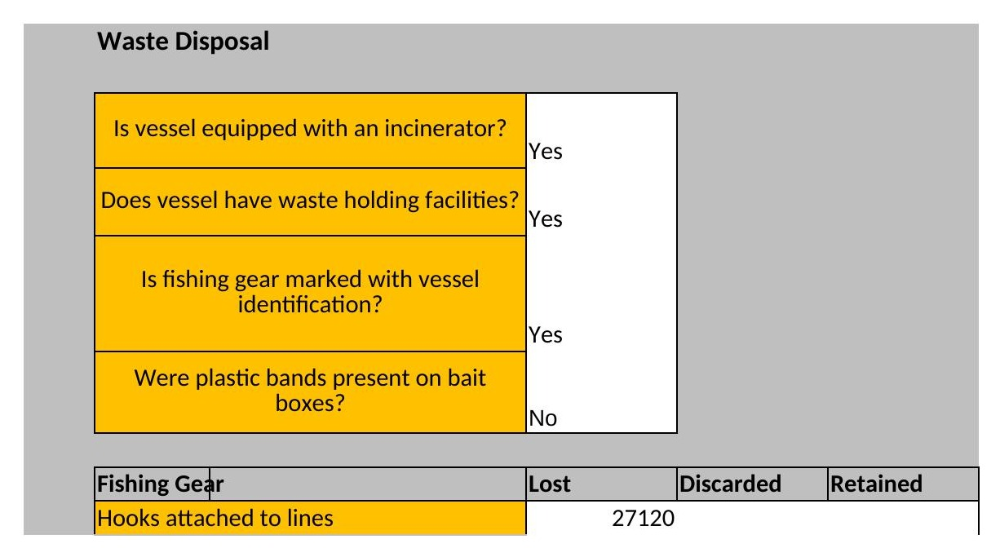 Waste Disposal
Is vessel equipped with an incinerator?
Yes
Does vessel have waste holding facilities?
Yes
Is fishing gear marked with vessel
identification?
Yes
Were plastic bands present on bait
boxes?
No
Fishing Gear Lost Discarded Retained
Hooks attached to lines 27120